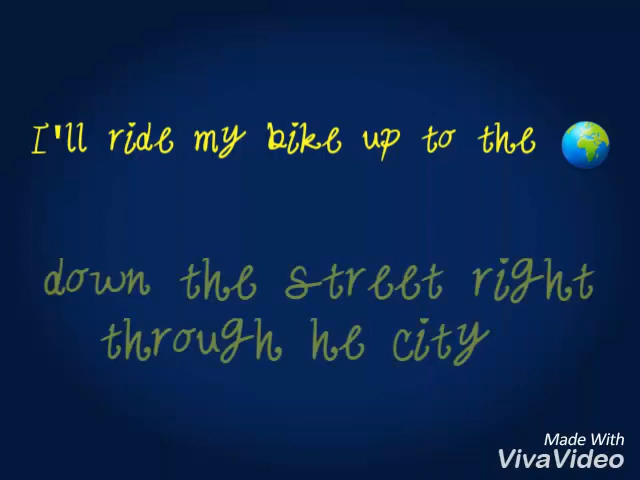 I'll ride my bike up to the 🌍
down the street right
through he city
Made With
VivaVideo